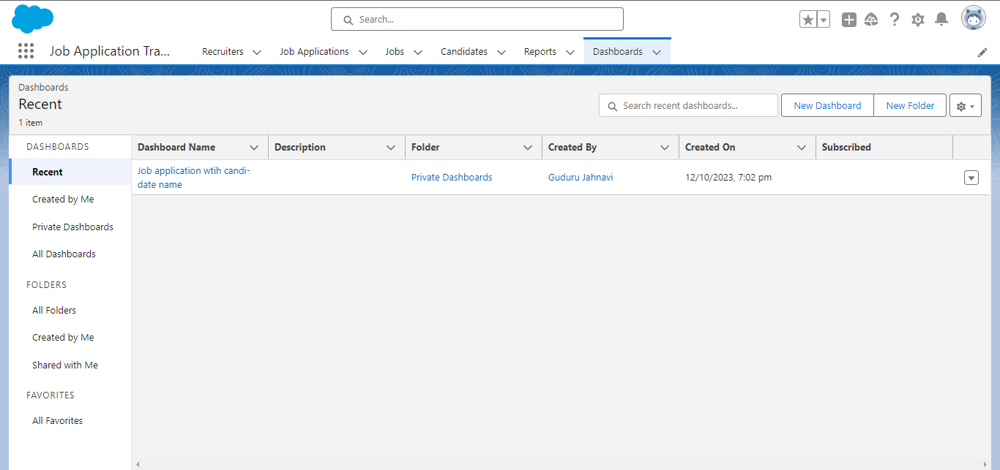 Search...
Job Application Tra...
Recruiters
Job Applications
Jobs
Candidates
Reports
Dashboards
Dashboards
Recent
1 item
Search recent dashboards...
New Dashboard
New Folder
DASHBOARDS
Recent
Created by Me
Private Dashboards
All Dashboards
FOLDERS
All Folders
Created by Me
Shared with Me
FAVORITES
All Favorites
Dashboard Name
Description
Folder
Created By
Created On
Subscribed
Job application wtih candi-
date name
Private Dashboards
Guduru Jahnavi
12/10/2023, 7:02 pm